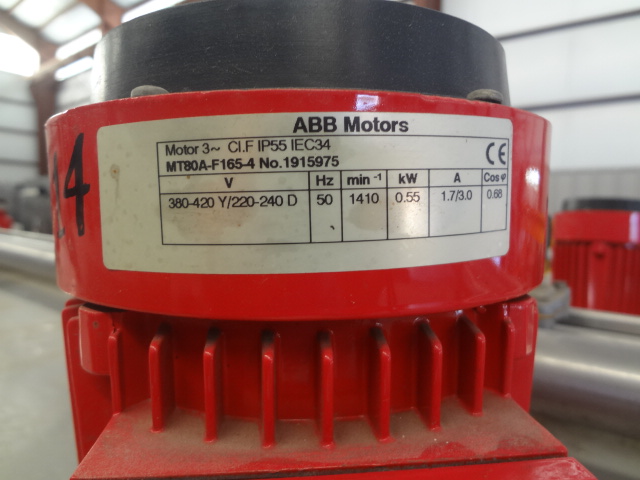 ABB Motors
Motor 3~ Cl.F IP55 IEC34
MT80A-F165-4 No.1915975
CE
V Hz min⁻¹ kW A Cos φ
380-420 Y/220-240 D 50 1410 0.55 1.7/3.0 0.68